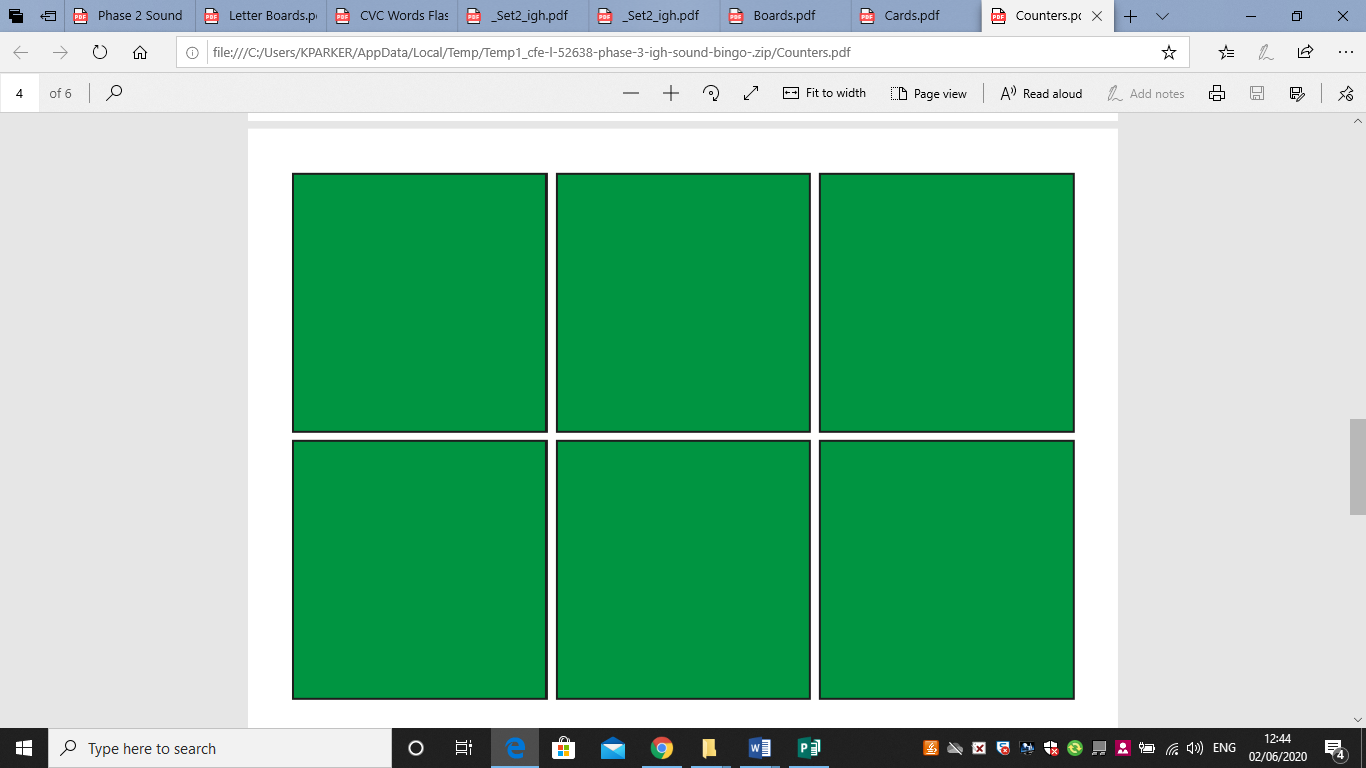 Phase 2 Sound
Letter Boards.p
CVC Words Flas
_Set2_igh.pdf
_Set2_igh.pdf
Boards.pdf
Cards.pdf
Counters.pc
file:///C:/Users/KPARKER/AppData/Local/Temp/Temp1_cfe-l-52638-phase-3-igh-sound-bingo-.zip/Counters.pdf
4 of 6
Fit to width
Page view
Read aloud
Add notes
Type here to search
ENG
12:44
02/06/2020
4